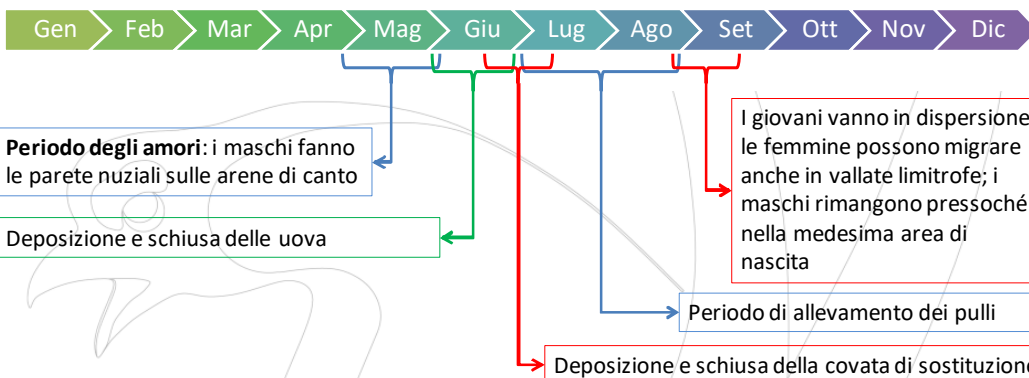 Gen Feb Mar Apr Mag Giu Lug Ago Set Ott Nov Dic
Periodo degli amori: i maschi fanno
le parete nuziali sulle arene di canto
Deposizione e schiusa delle uova
I giovani vanno in dispersione
le femmine possono migrare
anche in vallate limitrofe; i
maschi rimangono pressoché
nella medesima area di
nascita
Periodo di allevamento dei pulli
Deposizione e schiusa della covata di sostituzione